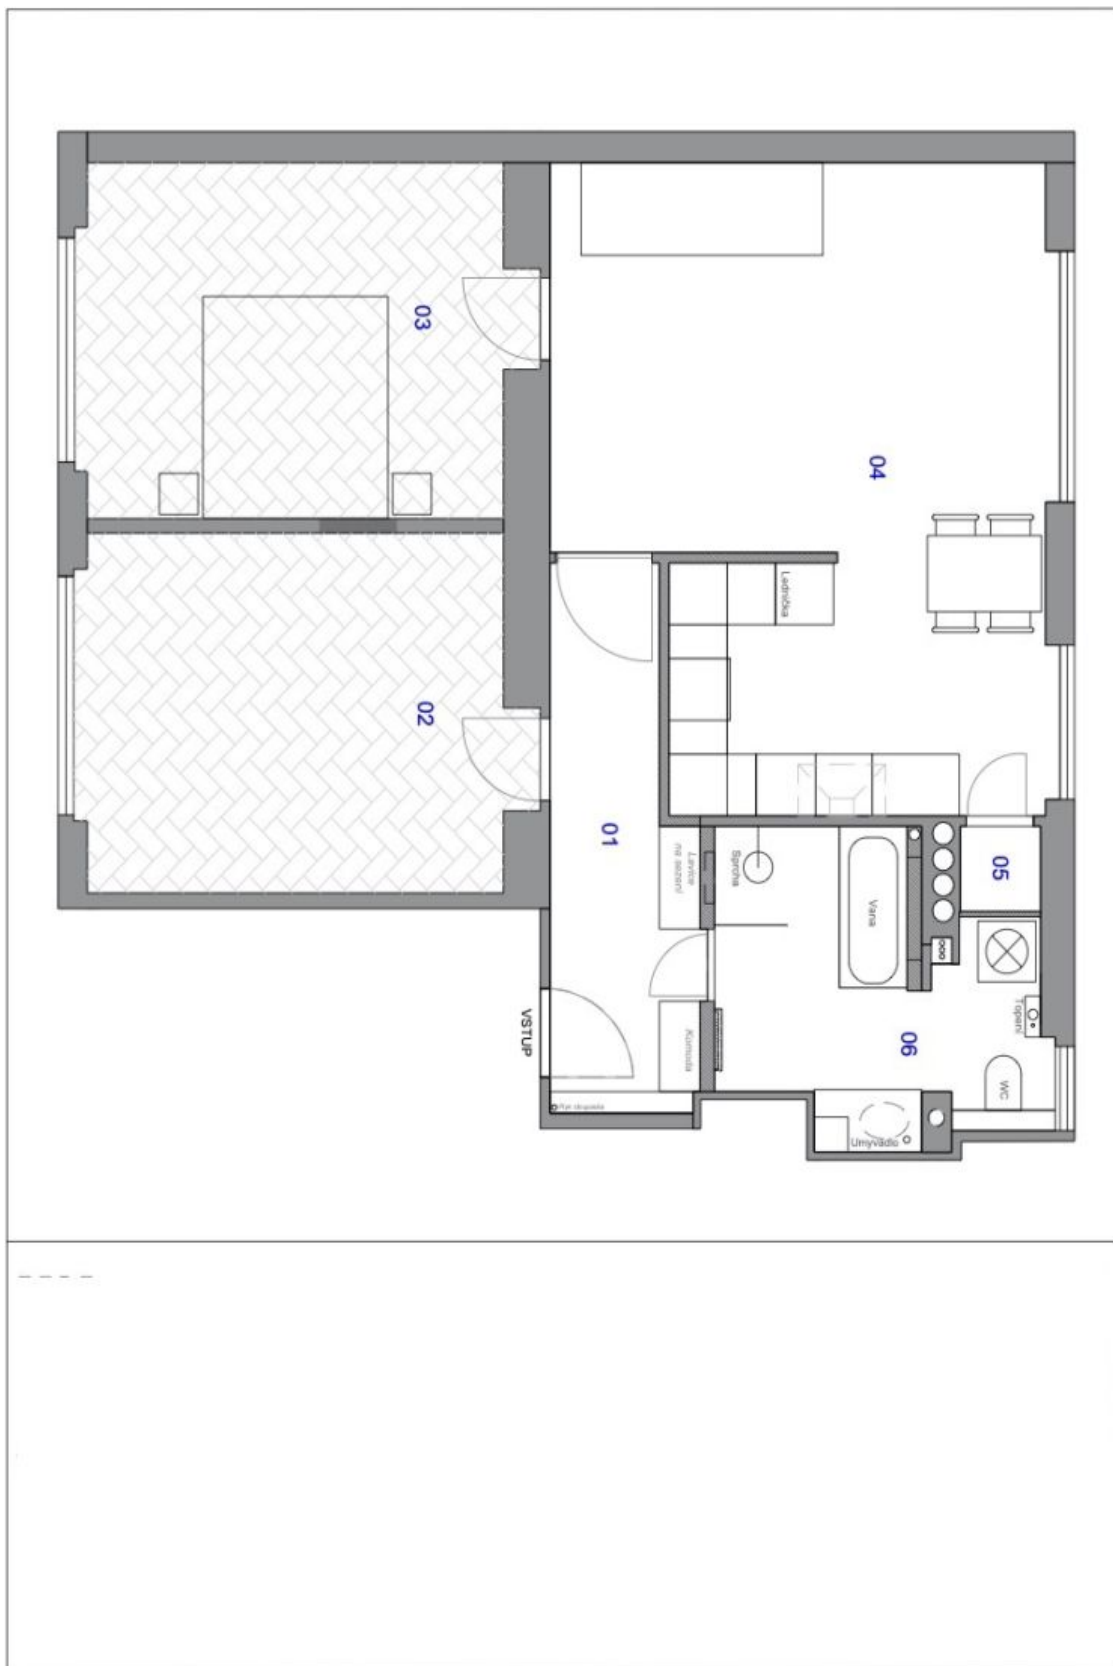 03
04
Lednička
02
01
Lavice
na sezení
Sprcha
Vana
05
VSTUP
Komoda
06
Topení
WC
Umyvadlo